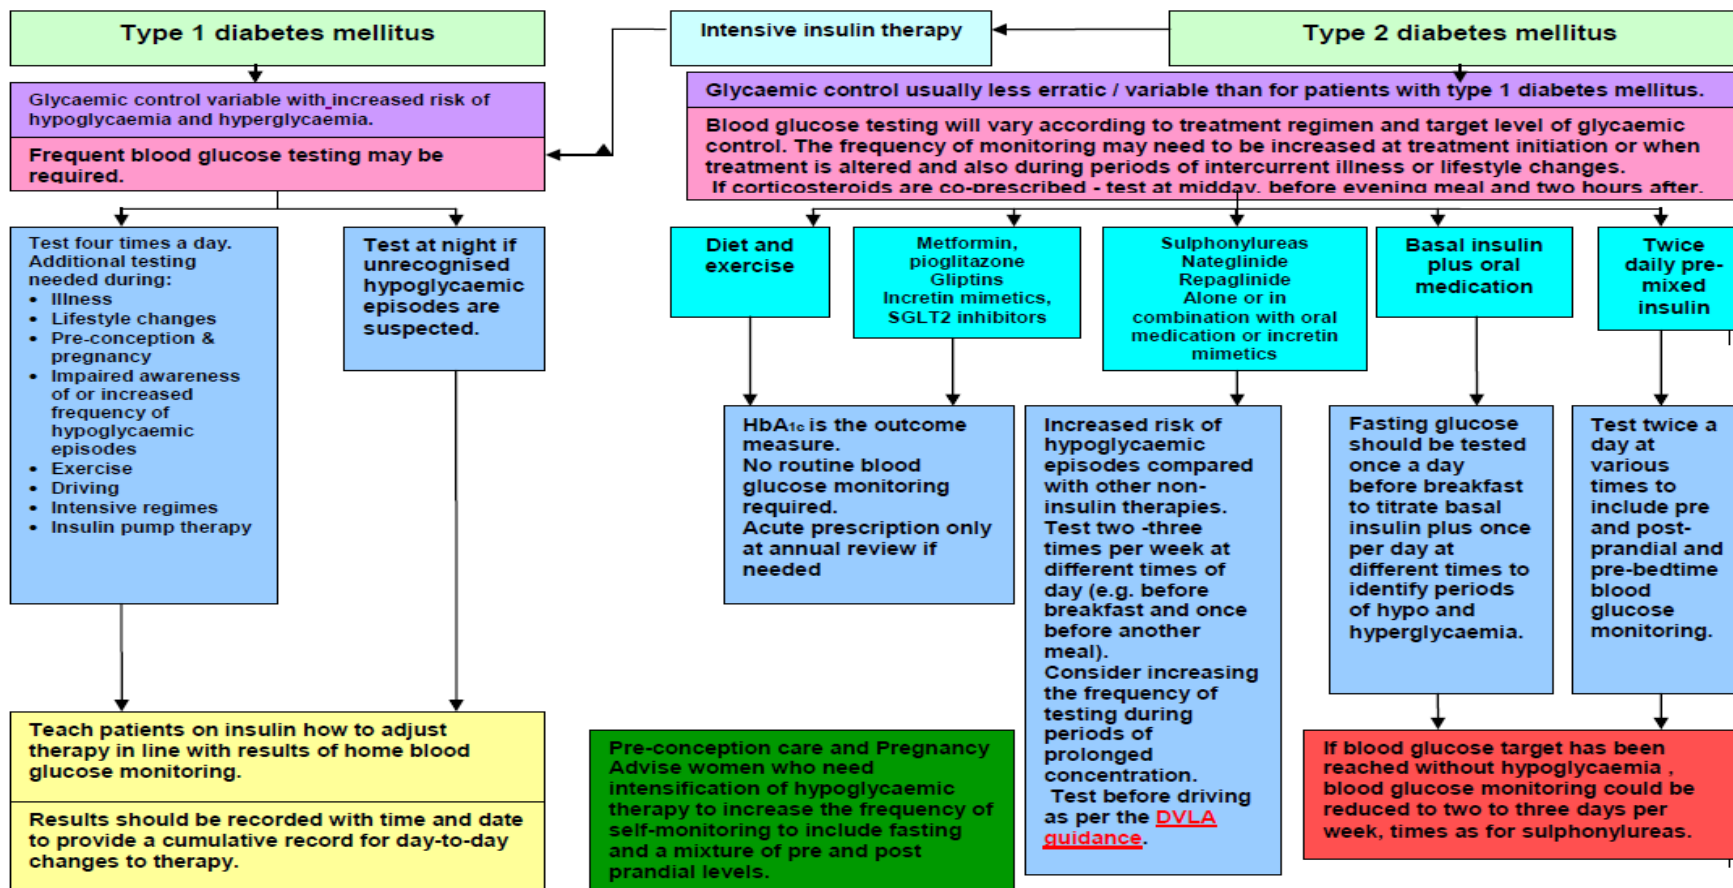 Type 1 diabetes mellitus
Intensive insulin therapy
Type 2 diabetes mellitus
Glycaemic control variable with increased risk of
hypoglycaemia and hyperglycaemia.
Frequent blood glucose testing may be
required.
Glycaemic control usually less erratic / variable than for patients with type 1 diabetes mellitus.
Blood glucose testing will vary according to treatment regimen and target level of glycaemic
control. The frequency of monitoring may need to be increased at treatment initiation or when
treatment is altered and also during periods of intercurrent illness or lifestyle changes.
If corticosteroids are co-prescribed - test at midday, before evening meal and two hours after.
Test four times a day.
Additional testing
needed during:
• Illness
• Lifestyle changes
• Pre-conception &
pregnancy
• Impaired awareness
of or increased
frequency of
hypoglycaemic
episodes
• Exercise
• Driving
• Intensive regimes
• Insulin pump therapy
Test at night if
unrecognised
hypoglycaemic
episodes are
suspected.
Diet and
exercise
Metformin,
pioglitazone
Gliptins
Incretin mimetics,
SGLT2 inhibitors
Sulphonylureas
Nateglinide
Repaglinide
Alone or in
combination with oral
medication or incretin
mimetics
Basal insulin
plus oral
medication
Twice
daily pre-
mixed
insulin
HbA1c is the outcome
measure.
No routine blood
glucose monitoring
required.
Acute prescription only
at annual review if
needed
Increased risk of
hypoglycaemic
episodes compared
with other non-
insulin therapies.
Test two -three
times per week at
different times of
day (e.g. before
breakfast and once
before another
meal).
Consider increasing
the frequency of
testing during
periods of
prolonged
concentration.
Test before driving
as per the DVLA
guidance.
Fasting glucose
should be tested
once a day
before breakfast
to titrate basal
insulin plus once
per day at
different times to
identify periods
of hypo and
hyperglycaemia.
Test twice a
day at
various
times to
include pre
and post-
prandial and
pre-bedtime
blood
glucose
monitoring.
Teach patients on insulin how to adjust
therapy in line with results of home blood
glucose monitoring.
Results should be recorded with time and date
to provide a cumulative record for day-to-day
changes to therapy.
Pre-conception care and Pregnancy
Advise women who need
intensification of hypoglycaemic
therapy to increase the frequency of
self-monitoring to include fasting
and a mixture of pre and post
prandial levels.
If blood glucose target has been
reached without hypoglycaemia ,
blood glucose monitoring could be
reduced to two to three days per
week, times as for sulphonylureas.